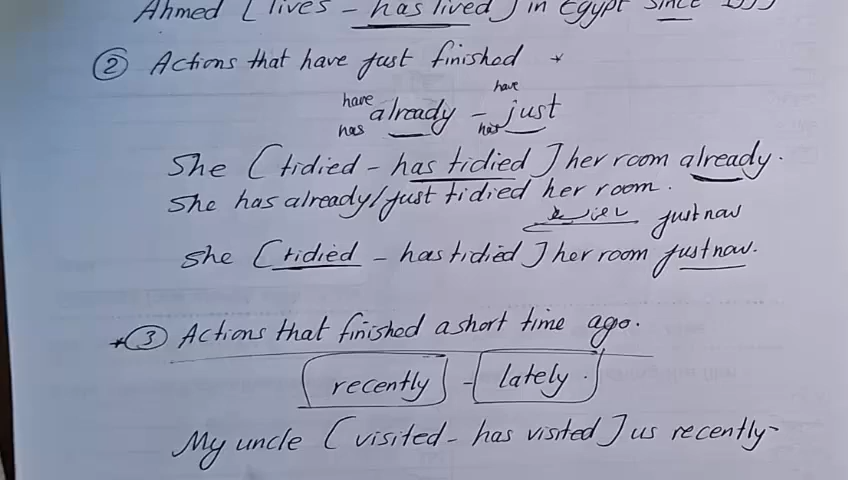 Ahmed [lives - has lived] in Egypt since
② Actions that have just finished
have have
already - just
has has
She [tidied - has tidied] her room already.
She has already/just tidied her room.
just now
She [tidied - has tidied] her room just now.
* ③ Actions that finished a short time ago.
recently - lately.
My uncle [visited - has visited] us recently-